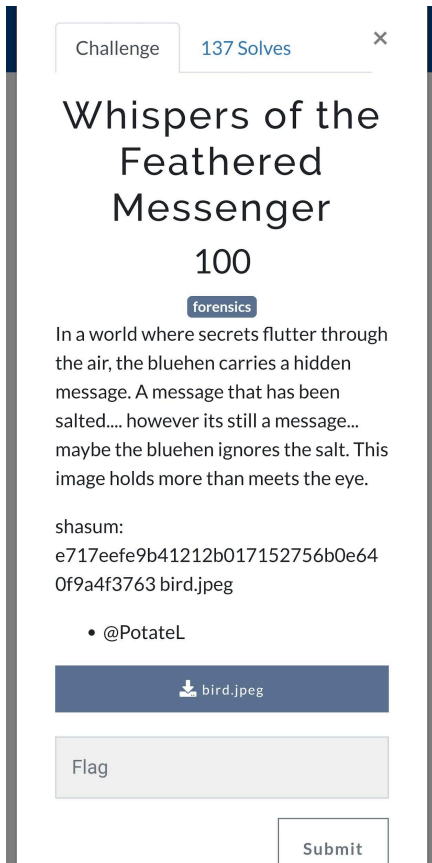 Challenge
137 Solves
×
Whispers of the
Feathered
Messenger
100
forensics
In a world where secrets flutter through
the air, the bluehen carries a hidden
message. A message that has been
salted.... however its still a message...
maybe the bluehen ignores the salt. This
image holds more than meets the eye.
shasum:
e717eefe9b41212b017152756b0e64
0f9a4f3763 bird.jpeg
• @PotateL
bird.jpeg
Flag
Submit